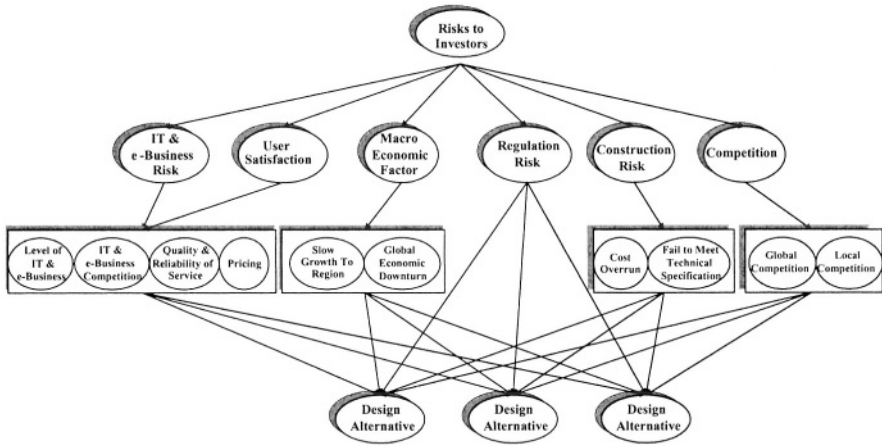 Risks to
Investors
IT &
e -Business
Risk
User
Satisfaction
Macro
Economic
Factor
Regulation
Risk
Construction
Risk
Competition
Level of
IT &
e-Business
IT &
e-Business
Competition
Quality &
Reliability of
Service
Pricing
Slow
Growth To
Region
Global
Economic
Downturn
Cost
Overrun
Fail to Meet
Technical
Specification
Global
Competition
Local
Competition
Design
Alternative
Design
Alternative
Design
Alternative